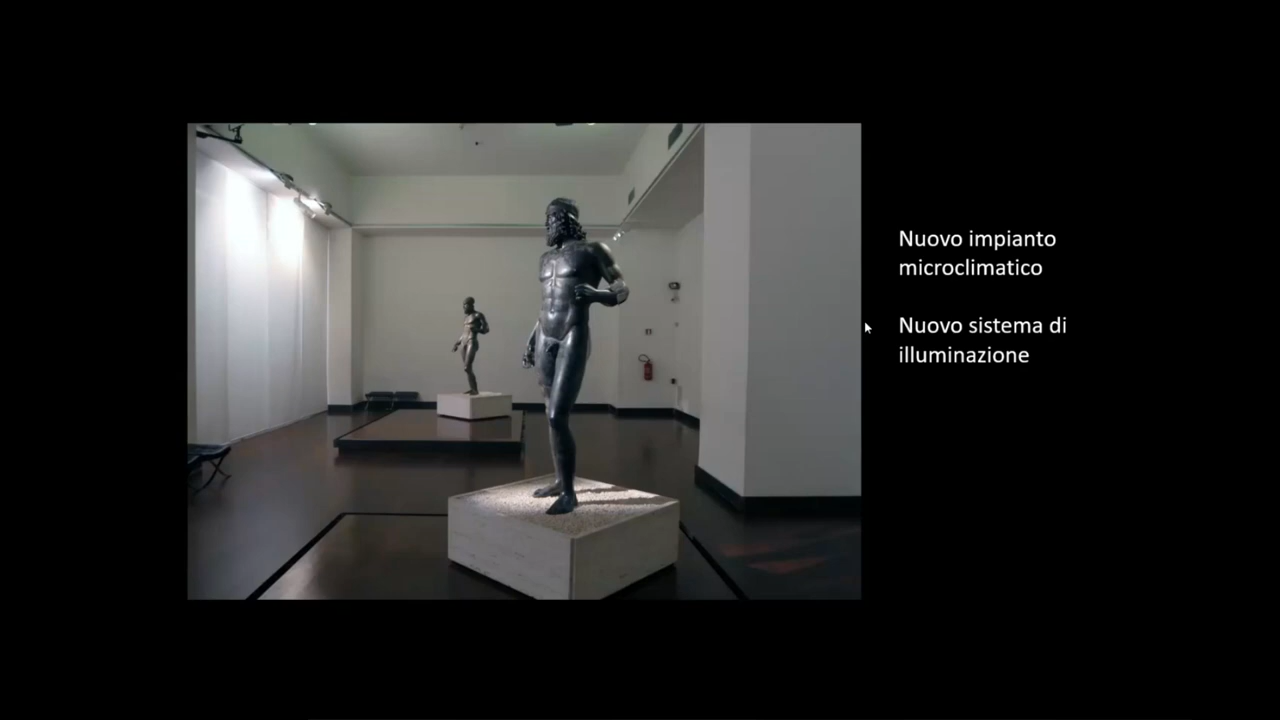 Nuovo impianto
microclimatico
Nuovo sistema di
illuminazione